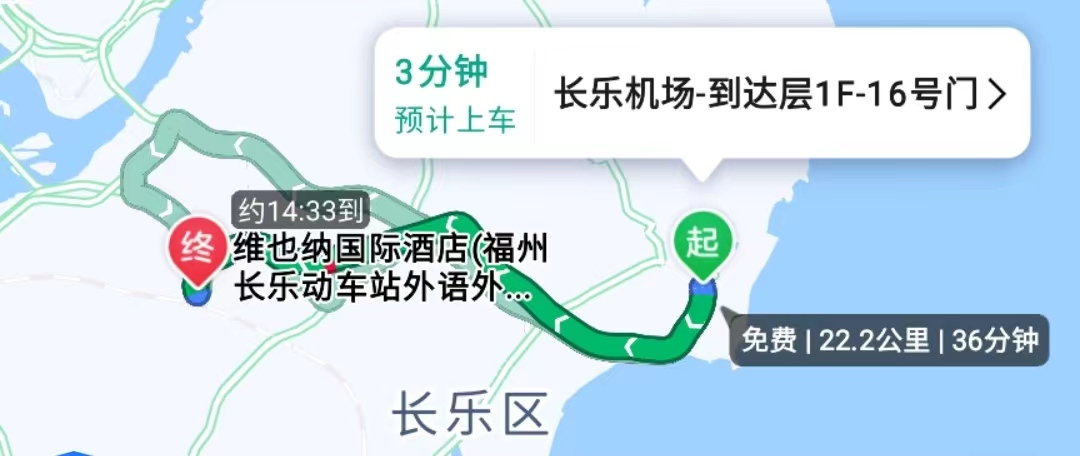 3分钟
预计上车
长乐机场-到达层1F-16号门
约14:33到
终
维也纳国际酒店(福州
长乐动车站外语外...
起
免费 | 22.2公里 | 36分钟
长乐区